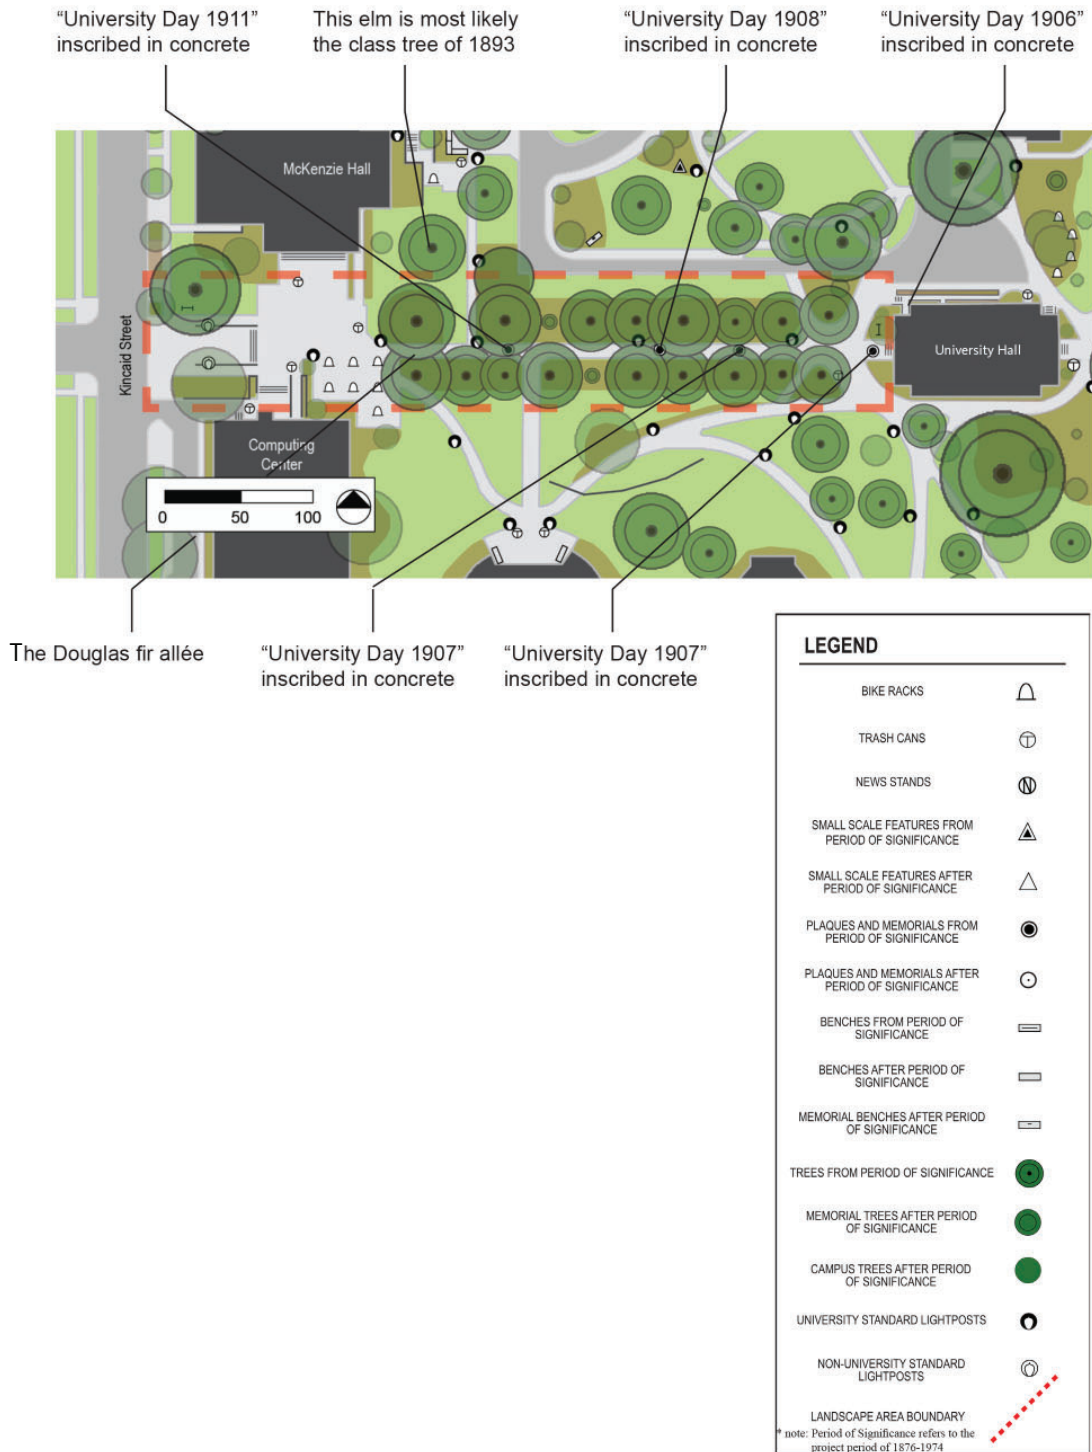 “University Day 1911”
inscribed in concrete
This elm is most likely
the class tree of 1893
“University Day 1908”
inscribed in concrete
“University Day 1906”
inscribed in concrete
McKenzie Hall
Kincaid Street
University Hall
Computing
Center
0 50 100
The Douglas fir allée
“University Day 1907”
inscribed in concrete
“University Day 1907”
inscribed in concrete
LEGEND
BIKE RACKS
TRASH CANS
NEWS STANDS
N
SMALL SCALE FEATURES FROM
PERIOD OF SIGNIFICANCE
SMALL SCALE FEATURES AFTER
PERIOD OF SIGNIFICANCE
PLAQUES AND MEMORIALS FROM
PERIOD OF SIGNIFICANCE
PLAQUES AND MEMORIALS AFTER
PERIOD OF SIGNIFICANCE
BENCHES FROM PERIOD OF
SIGNIFICANCE
BENCHES AFTER PERIOD OF
SIGNIFICANCE
MEMORIAL BENCHES AFTER PERIOD
OF SIGNIFICANCE
TREES FROM PERIOD OF SIGNIFICANCE
MEMORIAL TREES AFTER PERIOD
OF SIGNIFICANCE
CAMPUS TREES AFTER PERIOD
OF SIGNIFICANCE
UNIVERSITY STANDARD LIGHTPOSTS
NON-UNIVERSITY STANDARD
LIGHTPOSTS
LANDSCAPE AREA BOUNDARY
* note: Period of Significance refers to the
project period of 1876-1974